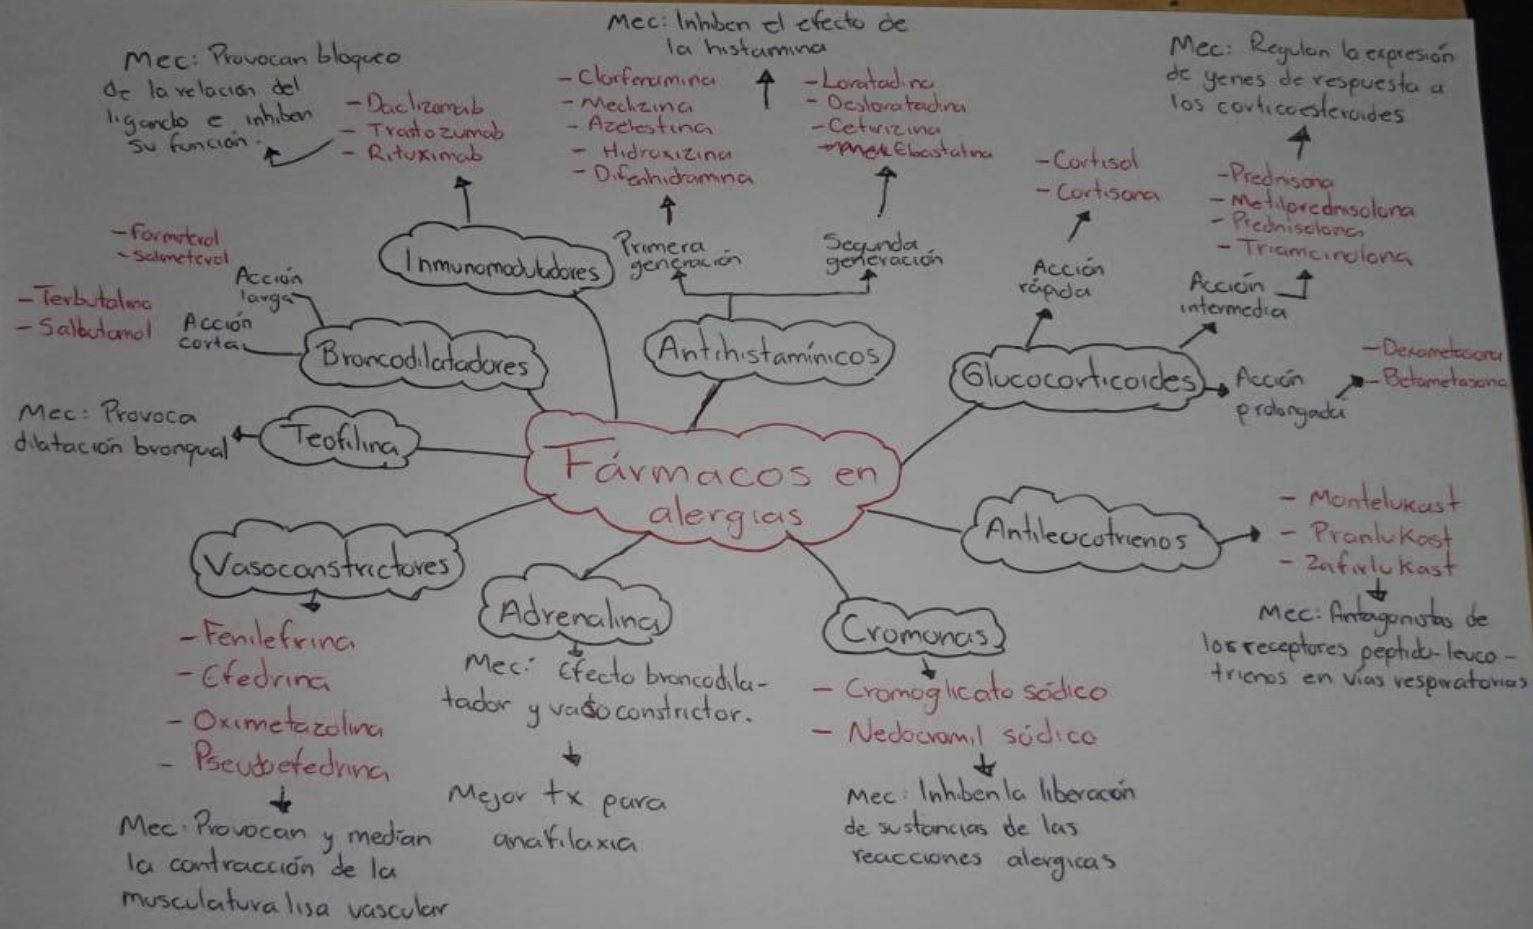 Mec: Inhiben el efecto de
la histamina
Mec: Provocan bloqueo
de la relación del
ligando e inhiben
su función.
- Daclizomab
- Trastozumab
- Rituximab
Inmunomoduladores
- Clorfenamina
- Meclizina
- Azelestina
- Hidroxizina
- Difenhidramina
Primera
generación
- Loratadina
- Desloratadina
- Cetirizina
Ebastatina
Segunda
generación
Antihistamínicos
Mec: Regulan la expresión
de genes de respuesta a
los corticoesteroides
- Cortisol
- Cortisona
Acción
rápida
- Prednisona
- Metilprednisolona
- Prednisolona
- Triamcinolona
Acción
intermedia
Glucocorticoides
Acción
prolongada
- Dexametasona
- Betametasona
- Formoterol
- Salmeterol
Acción
larga
- Terbutalina
- Salbutamol
Acción
corta
Broncodilatadores
Mec: Provoca
dilatación bronquial
Teofilina
Fármacos en
alergias
Antileucotrienos
- Montelukast
- Pranlukast
- Zafirlukast
Mec: Antagonistas de
los receptores peptido-leuco-
trienos en vías respiratorias
Vasoconstrictores
- Fenilefrina
- Efedrina
- Oximetazolina
- Pseudoefedrina
Mec: Provocan y median
la contracción de la
musculatura lisa vascular
Adrenalina
Mec: Efecto broncodila-
tador y vasoconstrictor.
Mejor tx para
anafilaxia
Cromonas
- Cromoglicato sódico
- Nedocromil sódico
Mec: Inhiben la liberación
de sustancias de las
reacciones alergicas